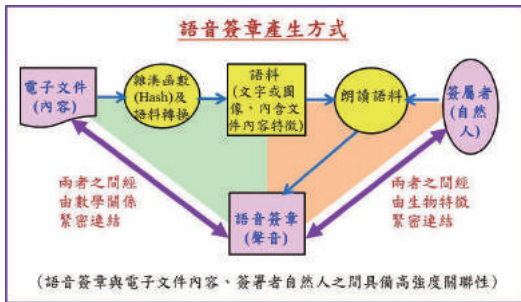 語音簽章產生方式
電子文件
(內容)
雜湊函數
(Hash)及
語料轉換
語料
(文字或圖
像，內含文
件內容特徵)
朗讀語料
簽屬者
(自然
人)
兩者之間經
由數學關係
緊密連結
語音簽章
(聲音)
兩者之間經
由生物特徵
緊密連結
(語音簽章與電子文件內容、簽署者自然人之間具備高強度關聯性)